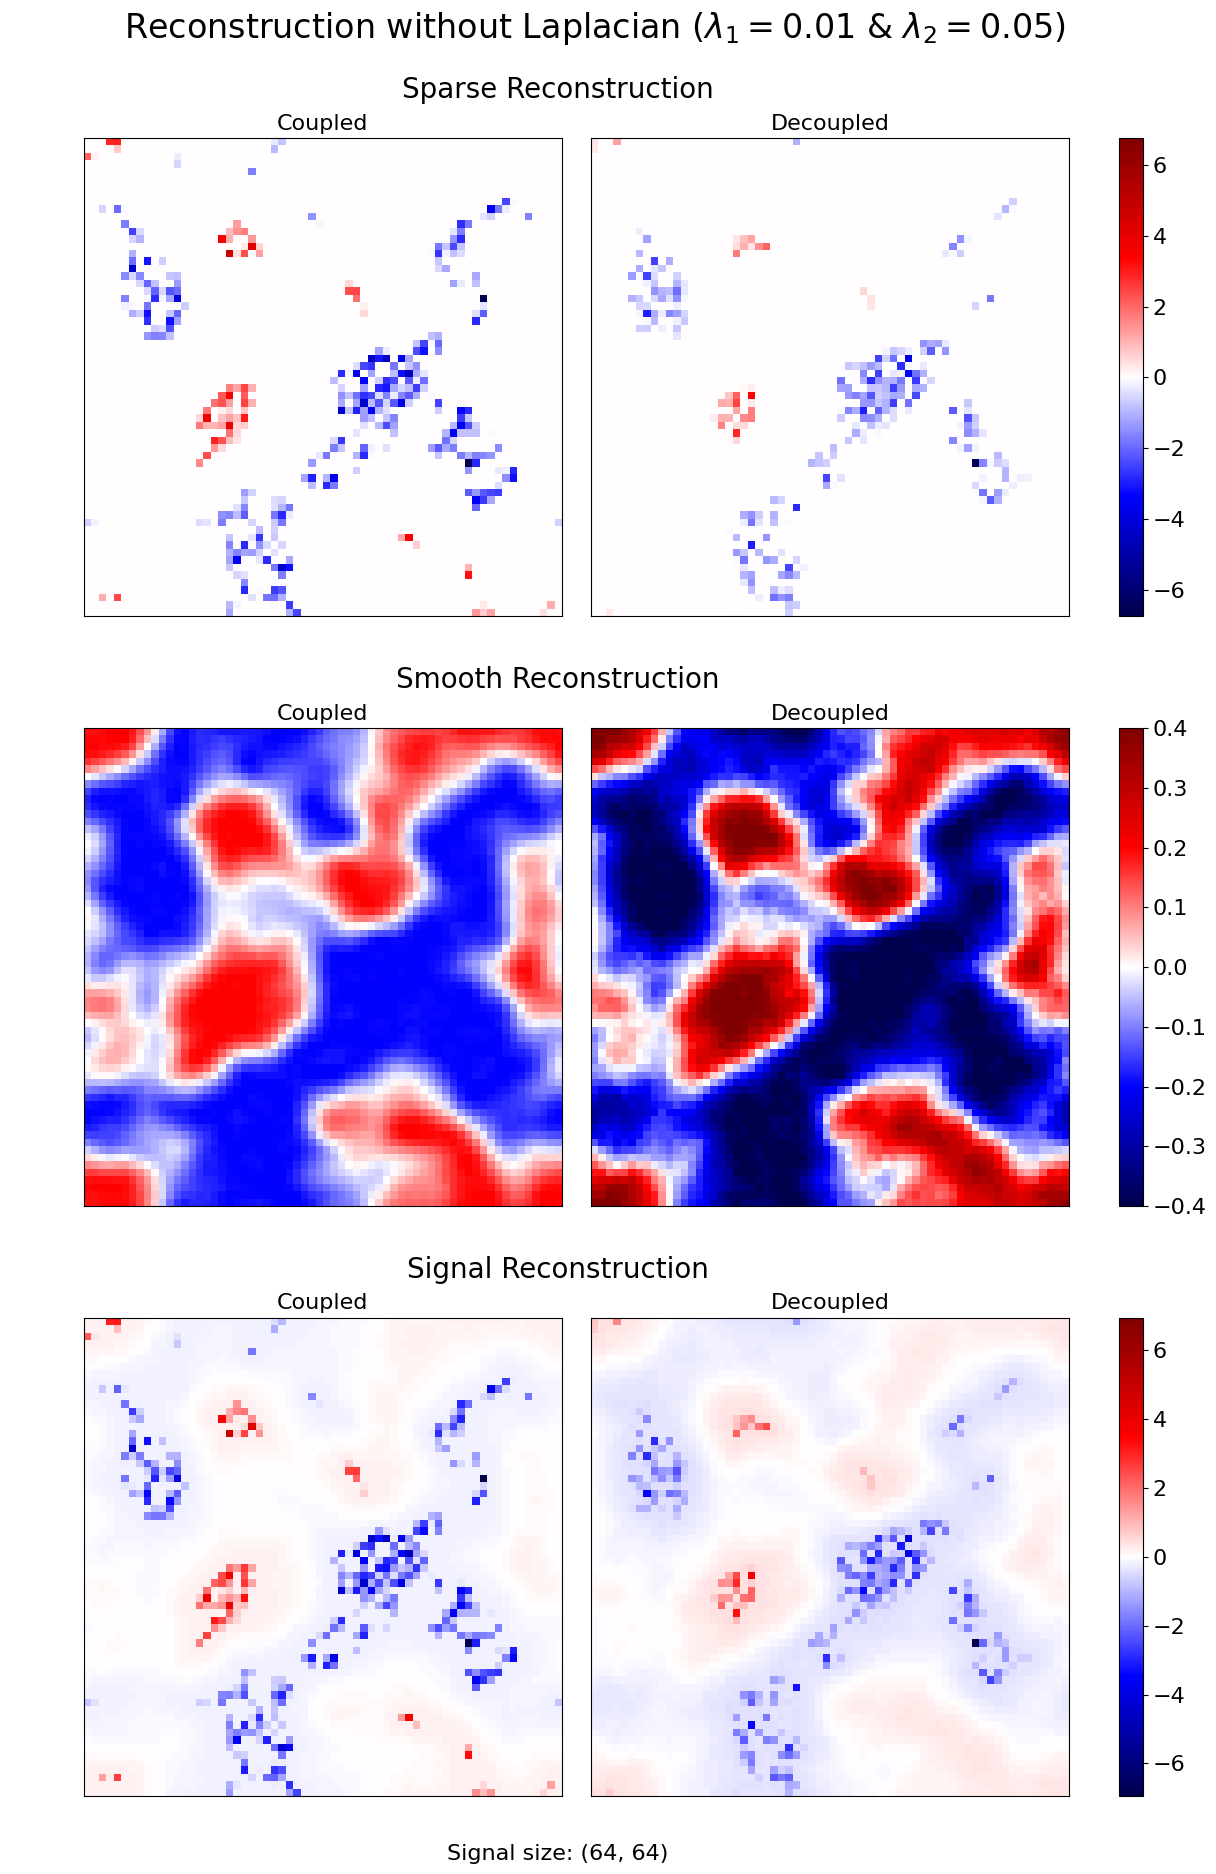 Reconstruction without Laplacian (λ₁ = 0.01 & λ₂ = 0.05)
Sparse Reconstruction
Coupled Decoupled
6
4
2
0
−2
−4
−6
Smooth Reconstruction
Coupled Decoupled
0.4
0.3
0.2
0.1
0.0
−0.1
−0.2
−0.3
−0.4
Signal Reconstruction
Coupled Decoupled
6
4
2
0
−2
−4
−6
Signal size: (64, 64)